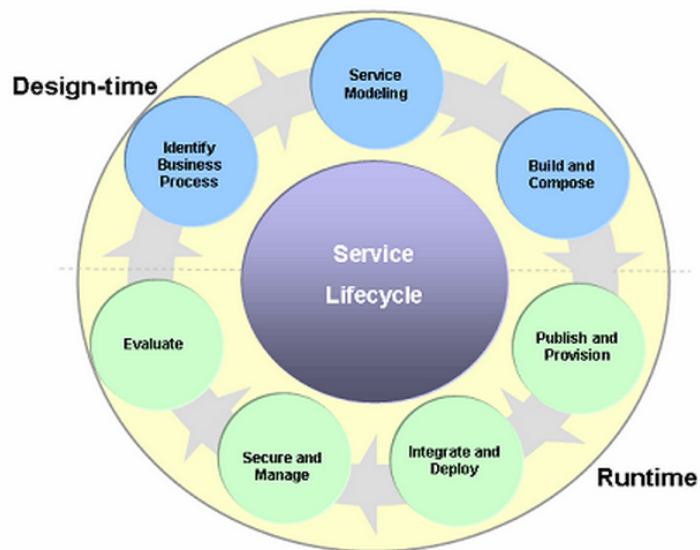 Design-time
Service
Modeling
Identify
Business
Process
Build and
Compose
Service
Lifecycle
Evaluate
Publish and
Provision
Secure and
Manage
Integrate and
Deploy
Runtime